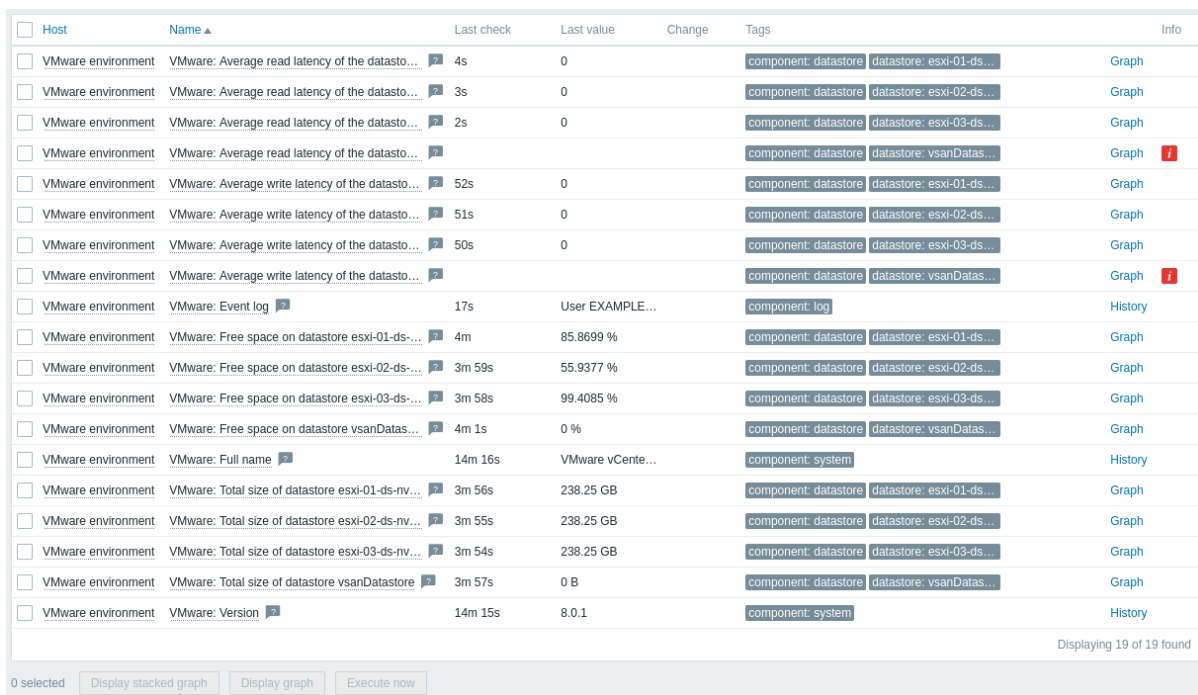 Host Name Last check Last value Change Tags Info
VMware environment VMware: Average read latency of the datasto… ? 4s 0 component: datastore datastore: esxi-01-ds… Graph
VMware environment VMware: Average read latency of the datasto… ? 3s 0 component: datastore datastore: esxi-02-ds… Graph
VMware environment VMware: Average read latency of the datasto… ? 2s 0 component: datastore datastore: esxi-03-ds… Graph
VMware environment VMware: Average read latency of the datasto… ? component: datastore datastore: vsanDatas… Graph i
VMware environment VMware: Average write latency of the datasto… ? 52s 0 component: datastore datastore: esxi-01-ds… Graph
VMware environment VMware: Average write latency of the datasto… ? 51s 0 component: datastore datastore: esxi-02-ds… Graph
VMware environment VMware: Average write latency of the datasto… ? 50s 0 component: datastore datastore: esxi-03-ds… Graph
VMware environment VMware: Average write latency of the datasto… ? component: datastore datastore: vsanDatas… Graph i
VMware environment VMware: Event log ? 17s User EXAMPLE… component: log History
VMware environment VMware: Free space on datastore esxi-01-ds-… ? 4m 85.8699 % component: datastore datastore: esxi-01-ds… Graph
VMware environment VMware: Free space on datastore esxi-02-ds-… ? 3m 59s 55.9377 % component: datastore datastore: esxi-02-ds… Graph
VMware environment VMware: Free space on datastore esxi-03-ds-… ? 3m 58s 99.4085 % component: datastore datastore: esxi-03-ds… Graph
VMware environment VMware: Free space on datastore vsanDatas… ? 4m 1s 0 % component: datastore datastore: vsanDatas… Graph
VMware environment VMware: Full name ? 14m 16s VMware vCente… component: system History
VMware environment VMware: Total size of datastore esxi-01-ds-nv… ? 3m 56s 238.25 GB component: datastore datastore: esxi-01-ds… Graph
VMware environment VMware: Total size of datastore esxi-02-ds-nv… ? 3m 55s 238.25 GB component: datastore datastore: esxi-02-ds… Graph
VMware environment VMware: Total size of datastore esxi-03-ds-nv… ? 3m 54s 238.25 GB component: datastore datastore: esxi-03-ds… Graph
VMware environment VMware: Total size of datastore vsanDatastore ? 3m 57s 0 B component: datastore datastore: vsanDatas… Graph
VMware environment VMware: Version ? 14m 15s 8.0.1 component: system History
Displaying 19 of 19 found
0 selected Display stacked graph Display graph Execute now